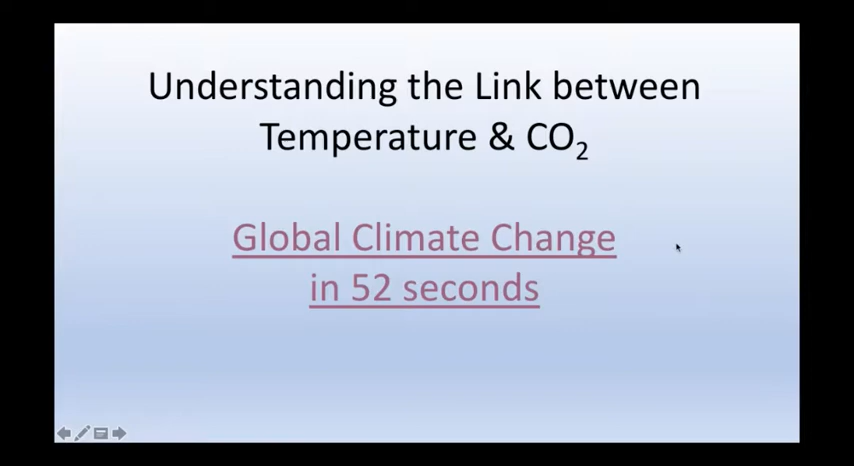 Understanding the Link between
Temperature & CO₂
Global Climate Change
in 52 seconds